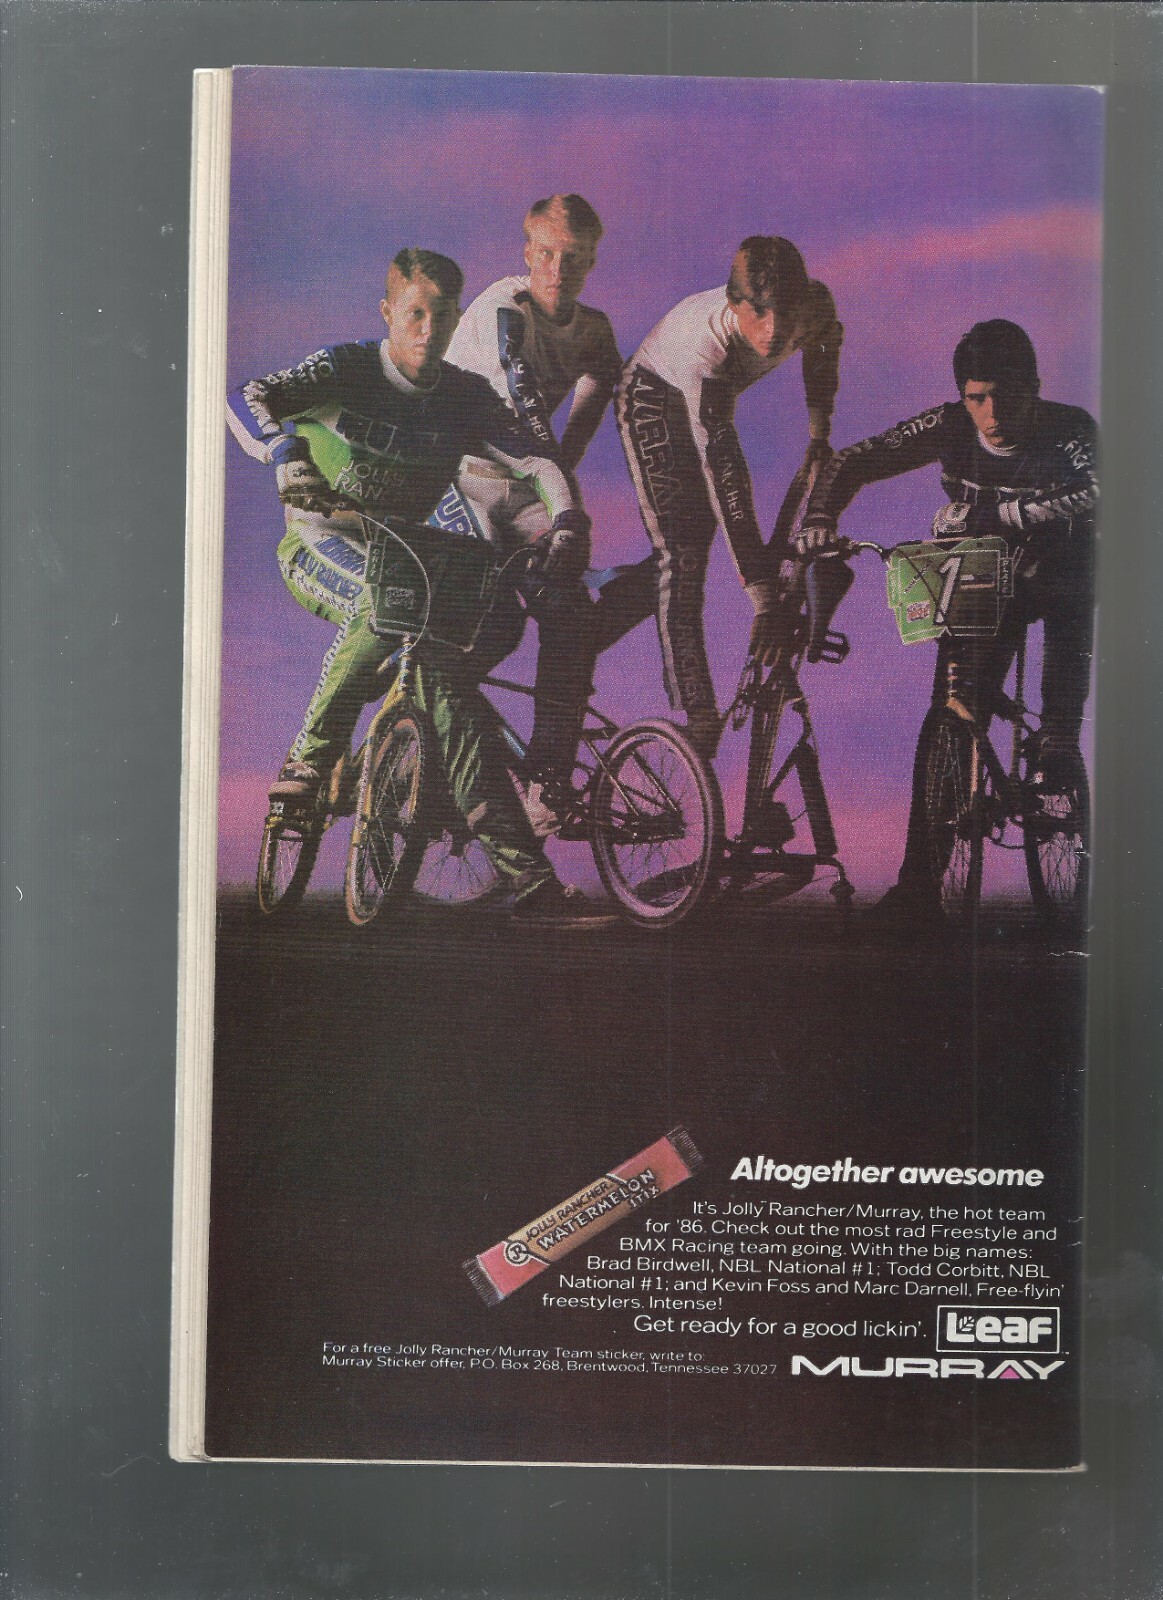 JOLLY
RAN
MURRAY
1
PLATE
JOLLY RANCHER
WATERMELON
STIX
Altogether awesome
It's Jolly Rancher/Murray, the hot team
for '86. Check out the most rad Freestyle and
BMX Racing team going. With the big names:
Brad Birdwell, NBL National #1; Todd Corbitt, NBL
National #1; and Kevin Foss and Marc Darnell, Free-flyin'
freestylers. Intense!
Get ready for a good lickin'.
Leaf
For a free Jolly Rancher/Murray Team sticker, write to:
Murray Sticker offer, P.O. Box 268, Brentwood, Tennessee 37027
MURRAY